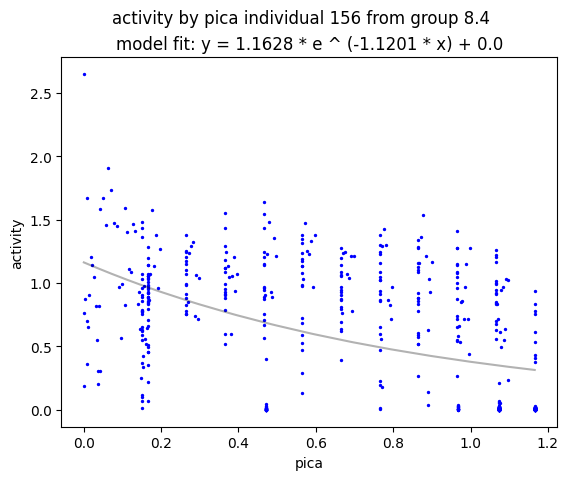 activity by pica individual 156 from group 8.4
model fit: y = 1.1628 * e ^ (-1.1201 * x) + 0.0
2.5
2.0
1.5
1.0
0.5
0.0
activity
0.0 0.2 0.4 0.6 0.8 1.0 1.2
pica